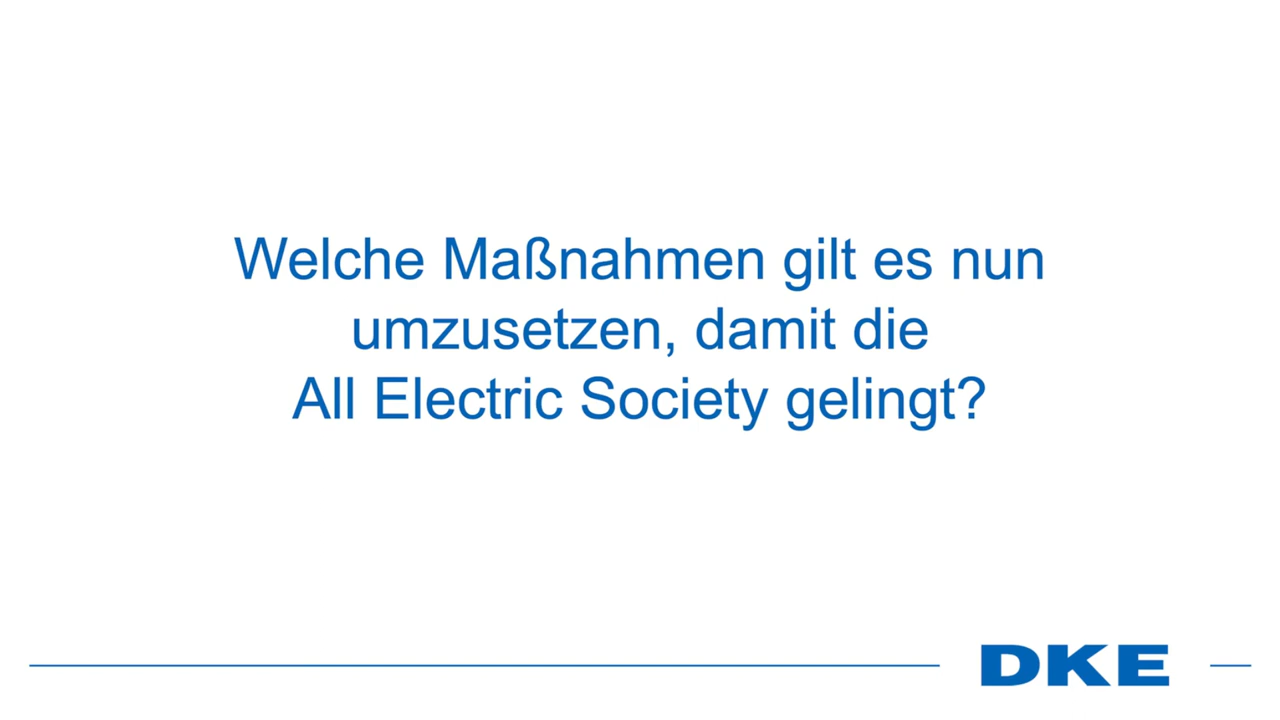 Welche Maßnahmen gilt es nun
umzusetzen, damit die
All Electric Society gelingt?
DKE